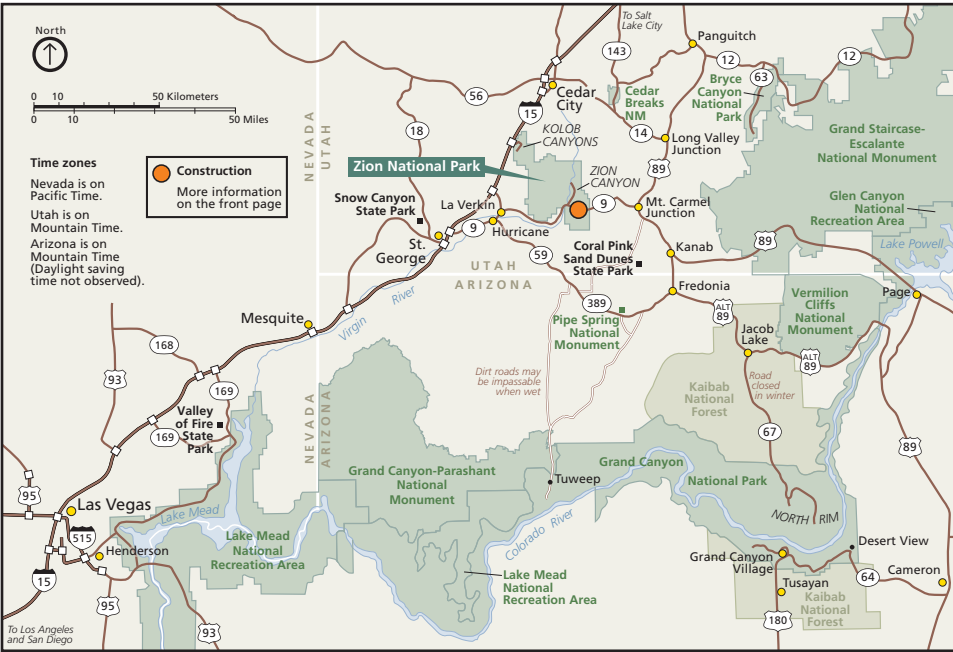 North
0 10 50 Kilometers
0 10 50 Miles
Time zones
Nevada is on
Pacific Time.
Utah is on
Mountain Time.
Arizona is on
Mountain Time
(Daylight saving
time not observed).
Construction
More information
on the front page
To Salt
Lake City
143
Panguitch
12
12
63
Bryce
Canyon
National
Park
56
Cedar
City
15
Cedar
Breaks
NM
14
Long Valley
Junction
89
KOLOB
CANYONS
18
NEVADA
UTAH
Zion National Park
ZION
CANYON
Grand Staircase-
Escalante
National Monument
Glen Canyon
National
Recreation Area
Lake Powell
Snow Canyon
State Park
La Verkin
9
Hurricane
9
Mt. Carmel
Junction
St.
George
59
Coral Pink
Sand Dunes
State Park
Kanab
89
UTAH
ARIZONA
Fredonia
389
Pipe Spring
National
Monument
ALT
89
Vermilion
Cliffs
National
Monument
Page
Virgin
River
Mesquite
Jacob
Lake
ALT
89
Dirt roads may
be impassable
when wet
Road
closed
in winter
Kaibab
National
Forest
67
168
93
169
169
Valley
of Fire
State
Park
NEVADA
ARIZONA
89
Grand Canyon-Parashant
National
Monument
Tuweep
Grand Canyon
National Park
NORTH RIM
95
Las Vegas
Lake Mead
515
Henderson
15
95
To Los Angeles
and San Diego
93
Lake Mead
National
Recreation Area
Colorado River
Lake Mead
National
Recreation Area
Desert View
Grand Canyon
Village
64
Cameron
Tusayan
Kaibab
National
Forest
180